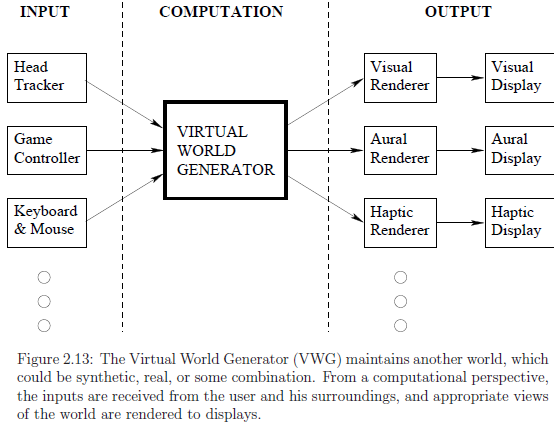 INPUT
COMPUTATION
OUTPUT
Head
Tracker
Game
Controller
Keyboard
& Mouse
VIRTUAL
WORLD
GENERATOR
Visual
Renderer
Visual
Display
Aural
Renderer
Aural
Display
Haptic
Renderer
Haptic
Display
Figure 2.13: The Virtual World Generator (VWG) maintains another world, which
could be synthetic, real, or some combination. From a computational perspective,
the inputs are received from the user and his surroundings, and appropriate views
of the world are rendered to displays.